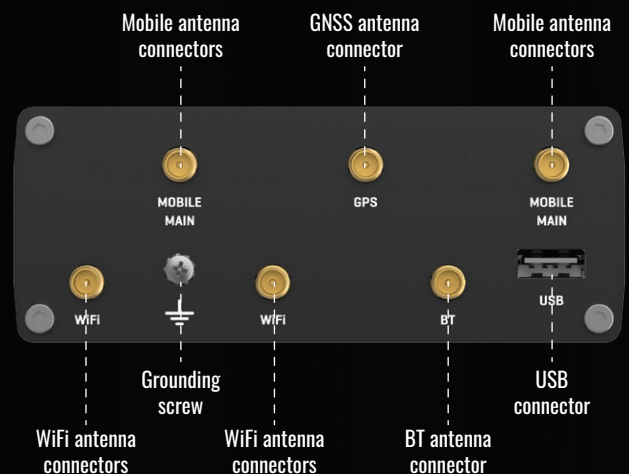 Mobile antenna
connectors
GNSS antenna
connector
Mobile antenna
connectors
MOBILE
MAIN
GPS
MOBILE
MAIN
WiFi
WiFi
BT
USB
Grounding
screw
USB
connector
WiFi antenna
connectors
WiFi antenna
connectors
BT antenna
connector